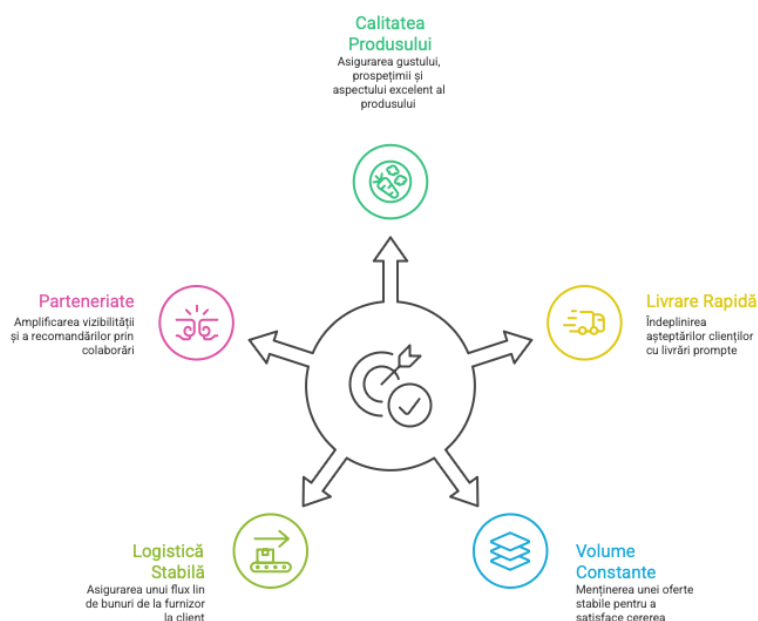 Calitatea
Produsului
Asigurarea gustului,
prospețimii și
aspectului excelent al
produsului
Parteneriate
Amplificarea vizibilității
și a recomandărilor prin
colaborări
Livrare Rapidă
Îndeplinirea
așteptărilor clienților
cu livrări prompte
Logistică
Stabilă
Asigurarea unui flux lin
de bunuri de la furnizor
la client
Volume
Constante
Menținerea unei oferte
stabile pentru a
satisface cererea